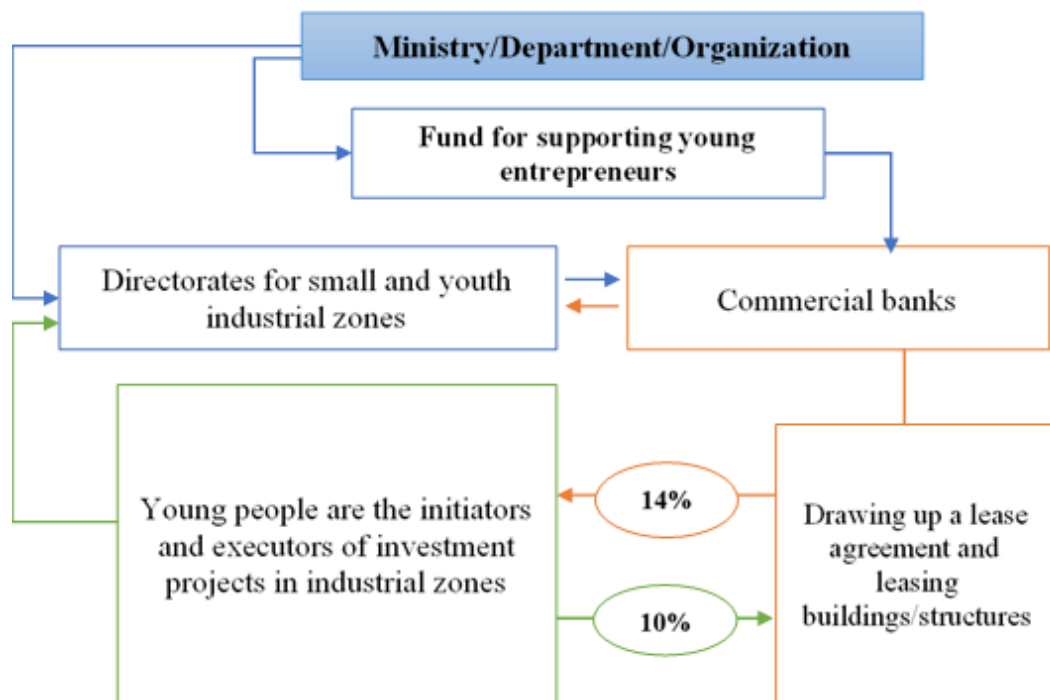 Ministry/Department/Organization
Fund for supporting young
entrepreneurs
Directorates for small and youth
industrial zones
Commercial banks
Young people are the initiators
and executors of investment
projects in industrial zones
14%
10%
Drawing up a lease
agreement and
leasing
buildings/structures